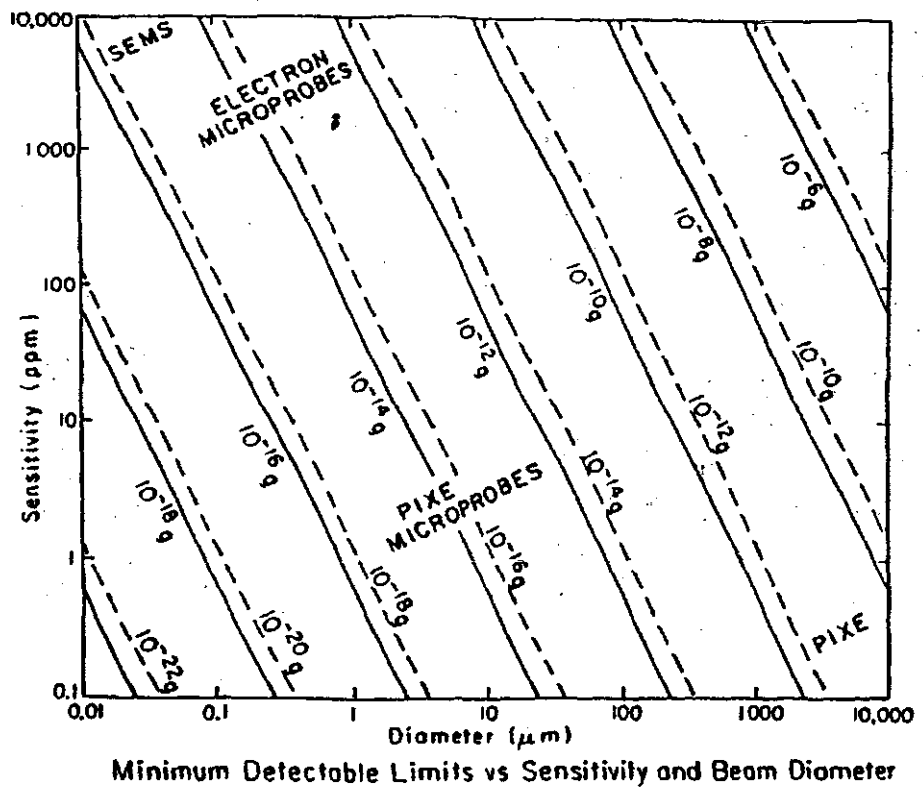 10,000
1000
100
10
1
0.1
Sensitivity (ppm)
SEMS
ELECTRON
MICROPROBES
10⁻⁶g
10⁻⁸g
10⁻¹⁰g
10⁻¹²g
10⁻¹⁰g
10⁻¹⁴g
10⁻¹²g
10⁻¹⁶g
10⁻¹⁴g
10⁻¹⁸g
PIXE
MICROPROBES
10⁻¹⁶g
10⁻¹⁸g
10⁻²⁰g
10⁻²²g
PIXE
0.01
0.1
1
10
100
1000
10,000
Diameter (μm)
Minimum Detectable Limits vs Sensitivity and Beam Diameter